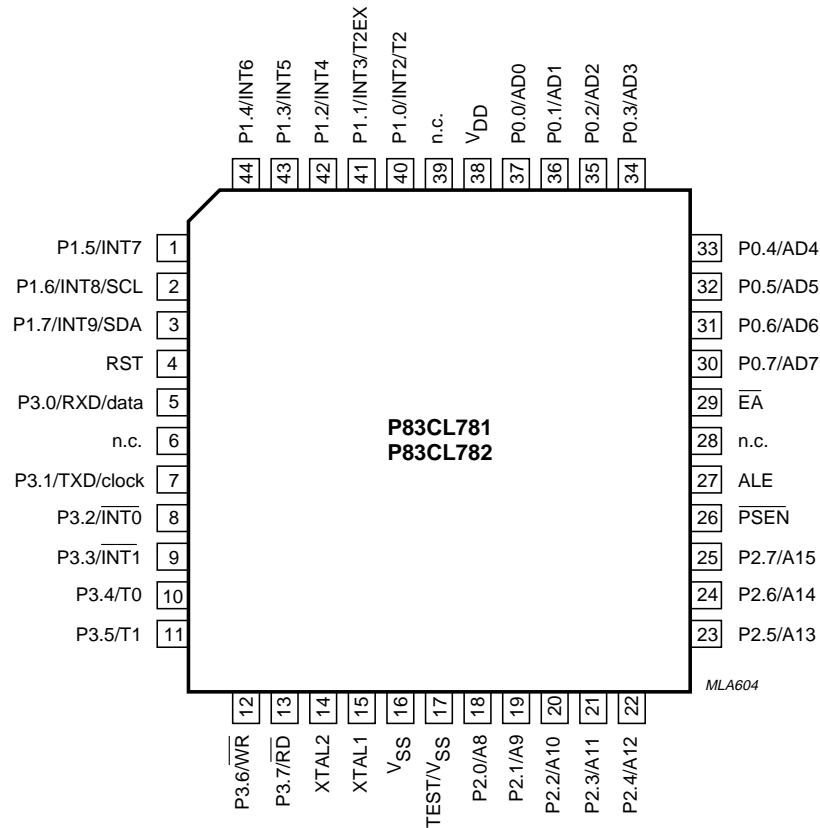 P1.4/INT6
P1.3/INT5
P1.2/INT4
P1.1/INT3/T2EX
P1.0/INT2/T2
n.c.
VDD
P0.0/AD0
P0.1/AD1
P0.2/AD2
P0.3/AD3
44
43
42
41
40
39
38
37
36
35
34
P1.5/INT7 1
P1.6/INT8/SCL 2
P1.7/INT9/SDA 3
RST 4
P3.0/RXD/data 5
n.c. 6
P3.1/TXD/clock 7
P3.2/INT0 8
P3.3/INT1 9
P3.4/T0 10
P3.5/T1 11
P83CL781
P83CL782
33 P0.4/AD4
32 P0.5/AD5
31 P0.6/AD6
30 P0.7/AD7
29 EA
28 n.c.
27 ALE
26 PSEN
25 P2.7/A15
24 P2.6/A14
23 P2.5/A13
MLA604
12
13
14
15
16
17
18
19
20
21
22
P3.6/WR
P3.7/RD
XTAL2
XTAL1
VSS
TEST/VSS
P2.0/A8
P2.1/A9
P2.2/A10
P2.3/A11
P2.4/A12